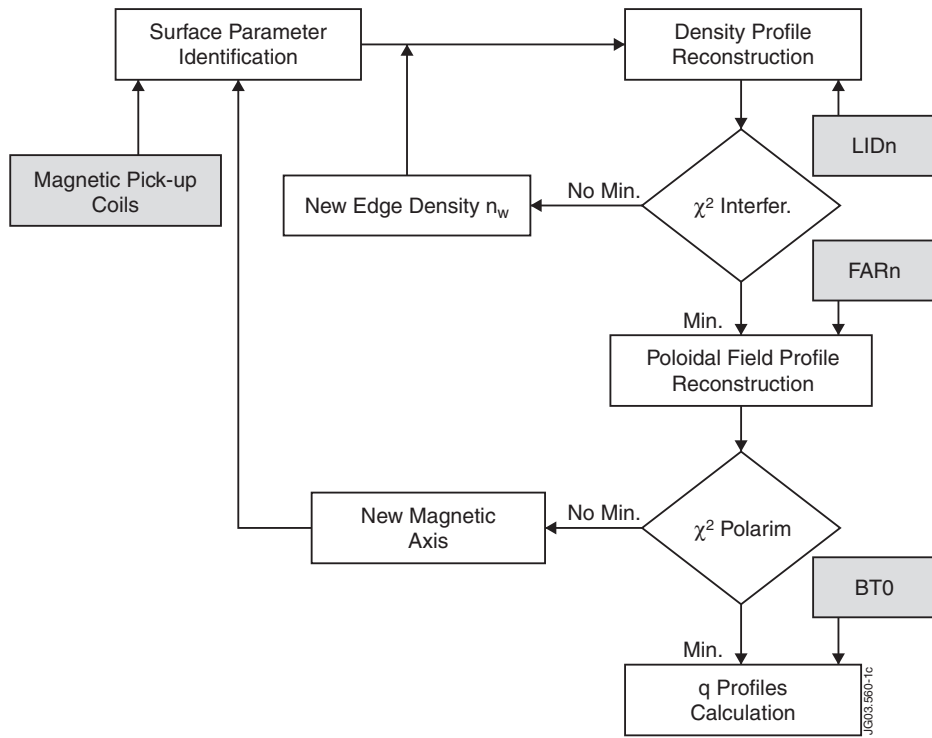 Surface Parameter
Identification
Density Profile
Reconstruction
LIDn
Magnetic Pick-up
Coils
New Edge Density n_w
No Min.
χ² Interfer.
FARn
Min.
Poloidal Field Profile
Reconstruction
New Magnetic
Axis
No Min.
χ² Polarim
BT0
Min.
q Profiles
Calculation
JG03.560-1c